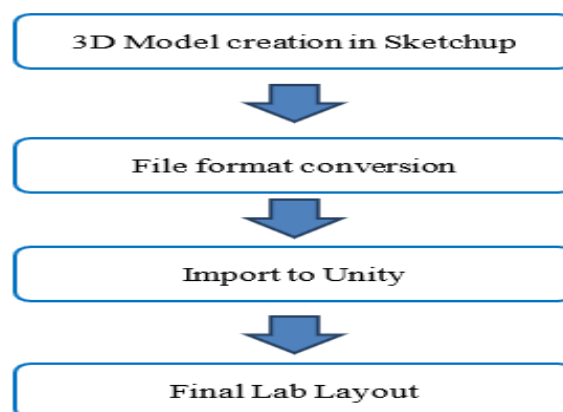 3D Model creation in Sketchup
File format conversion
Import to Unity
Final Lab Layout